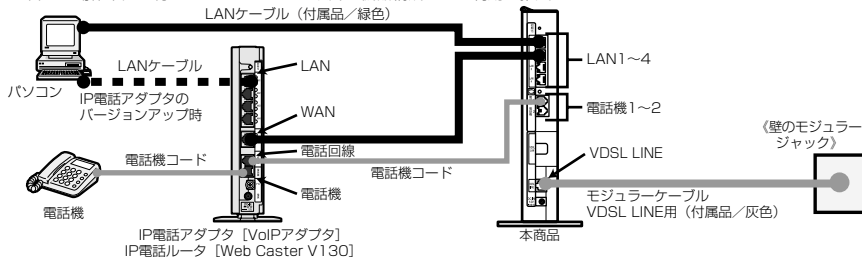 LANケーブル（付属品／緑色）
LANケーブル
LAN
LAN1～4
パソコン
IP電話アダプタの
バージョンアップ時
WAN
電話機1～2
《壁のモジュラー
ジャック》
電話回線
VDSL LINE
電話機コード
電話機コード
電話機
モジュラーケーブル
VDSL LINE用（付属品／灰色）
電話機
IP電話アダプタ［VoIPアダプタ］
IP電話ルータ［Web Caster V130］
本商品